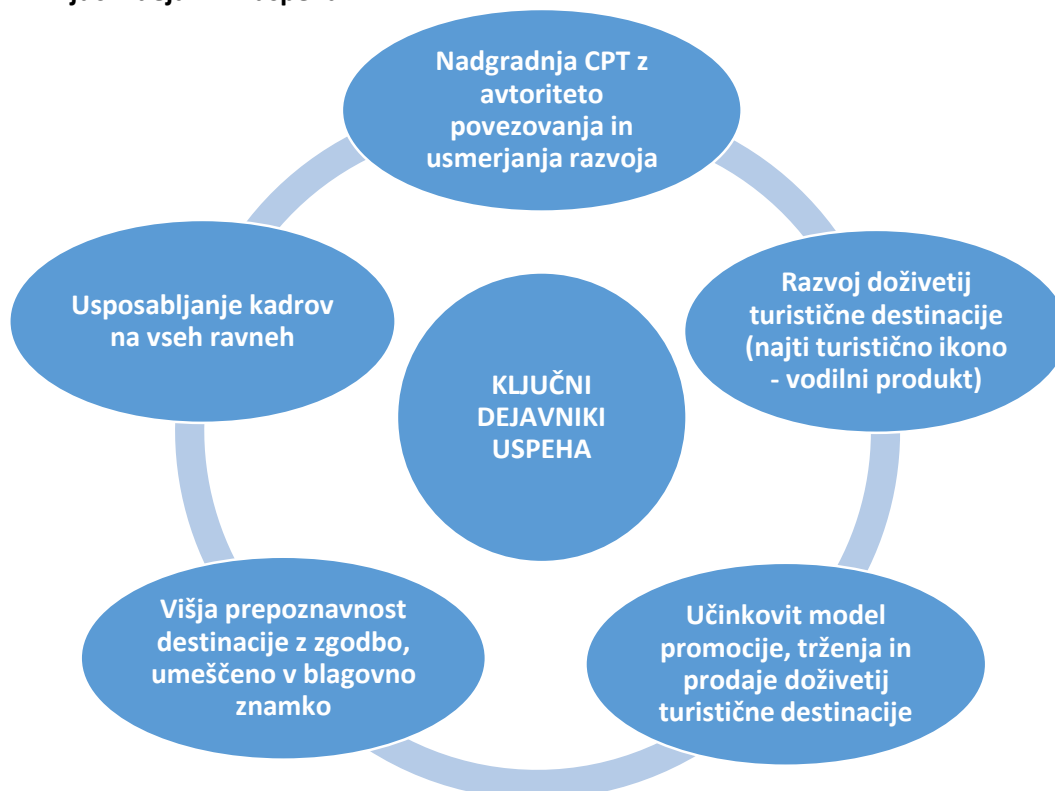 Nadgradnja CPT z
avtoriteto
povezovanja in
usmerjanja razvoja
Razvoj doživetij
turistične destinacije
(najti turistično ikono
- vodilni produkt)
Učinkovit model
promocije, trženja in
prodaje doživetij
turistične destinacije
Višja prepoznavnost
destinacije z zgodbo,
umeščeno v blagovno
znamko
Usposabljanje kadrov
na vseh ravneh
KLJUČNI
DEJAVNIKI
USPEHA